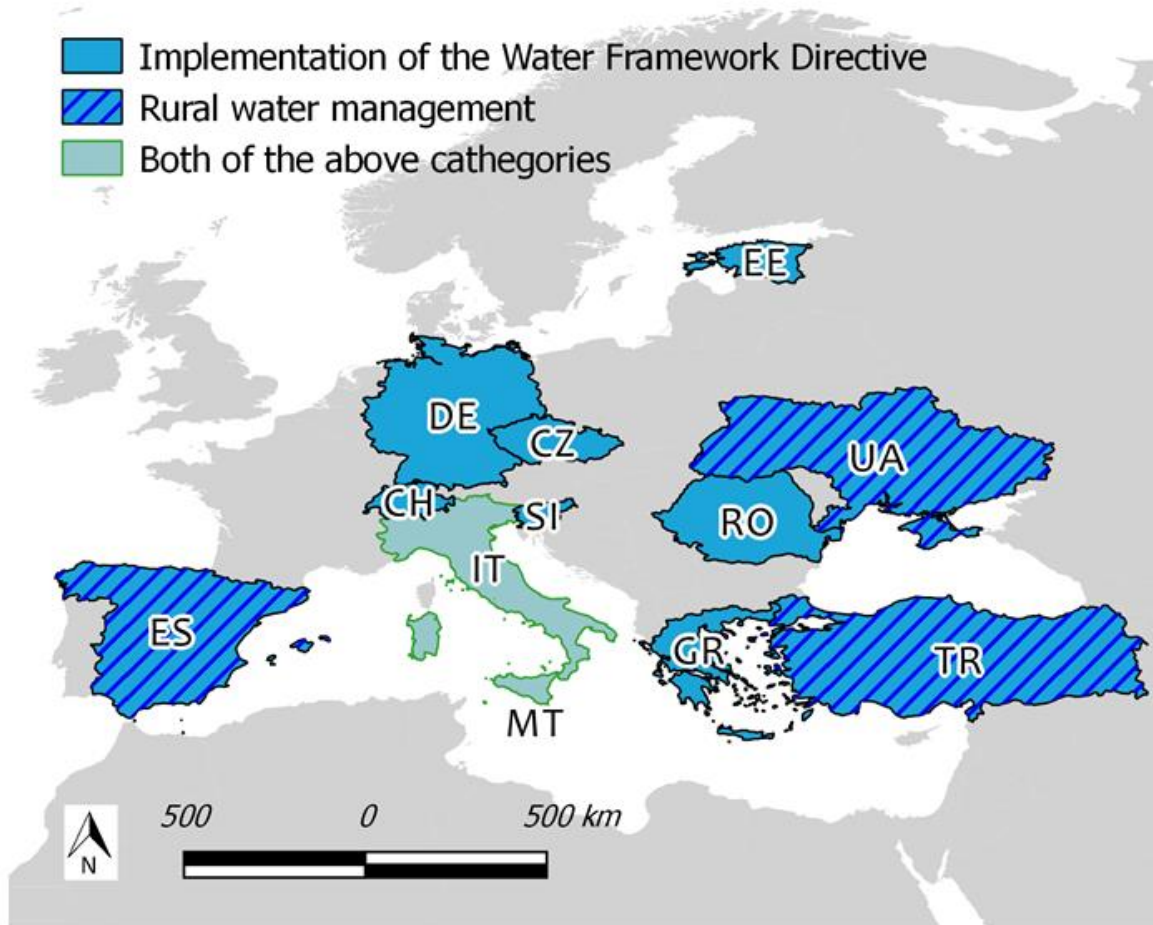 Implementation of the Water Framework Directive
Rural water management
Both of the above cathegories
EE
DE
CZ
UA
CH
SI
RO
IT
ES
GR
TR
MT
500 0 500 km
N